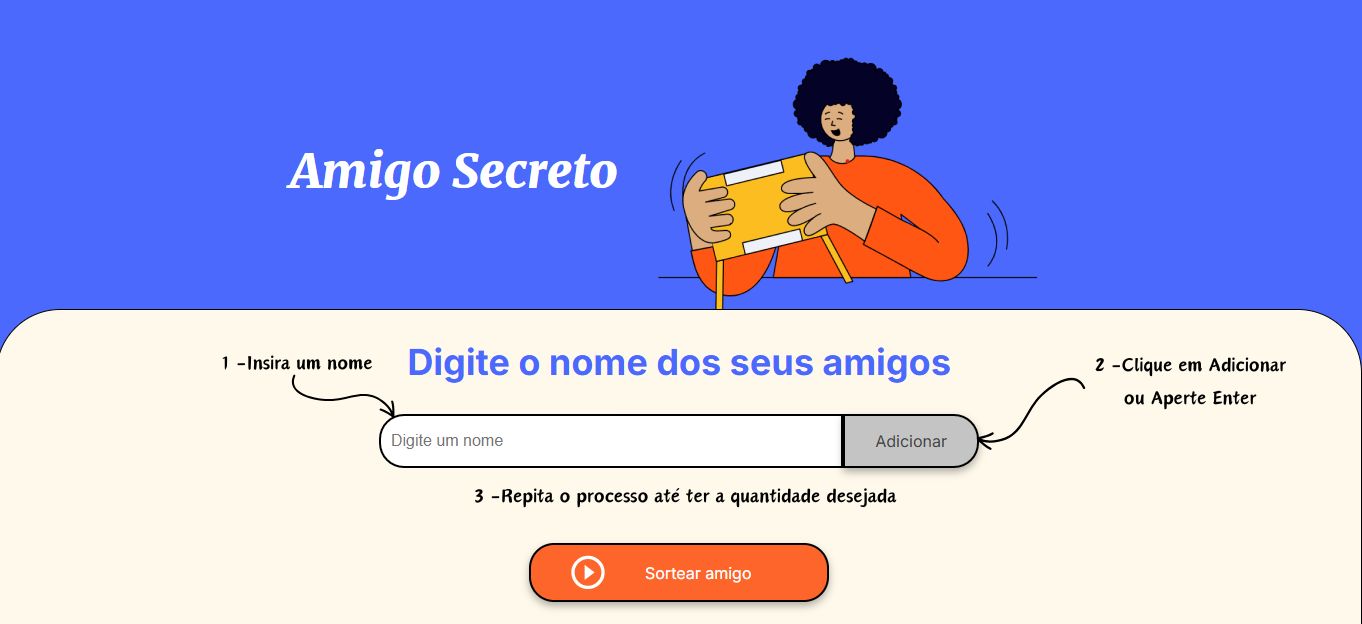 Amigo Secreto
1 -Insira um nome
Digite o nome dos seus amigos
2 -Clique em Adicionar
ou Aperte Enter
Digite um nome
Adicionar
3 -Repita o processo até ter a quantidade desejada
Sortear amigo